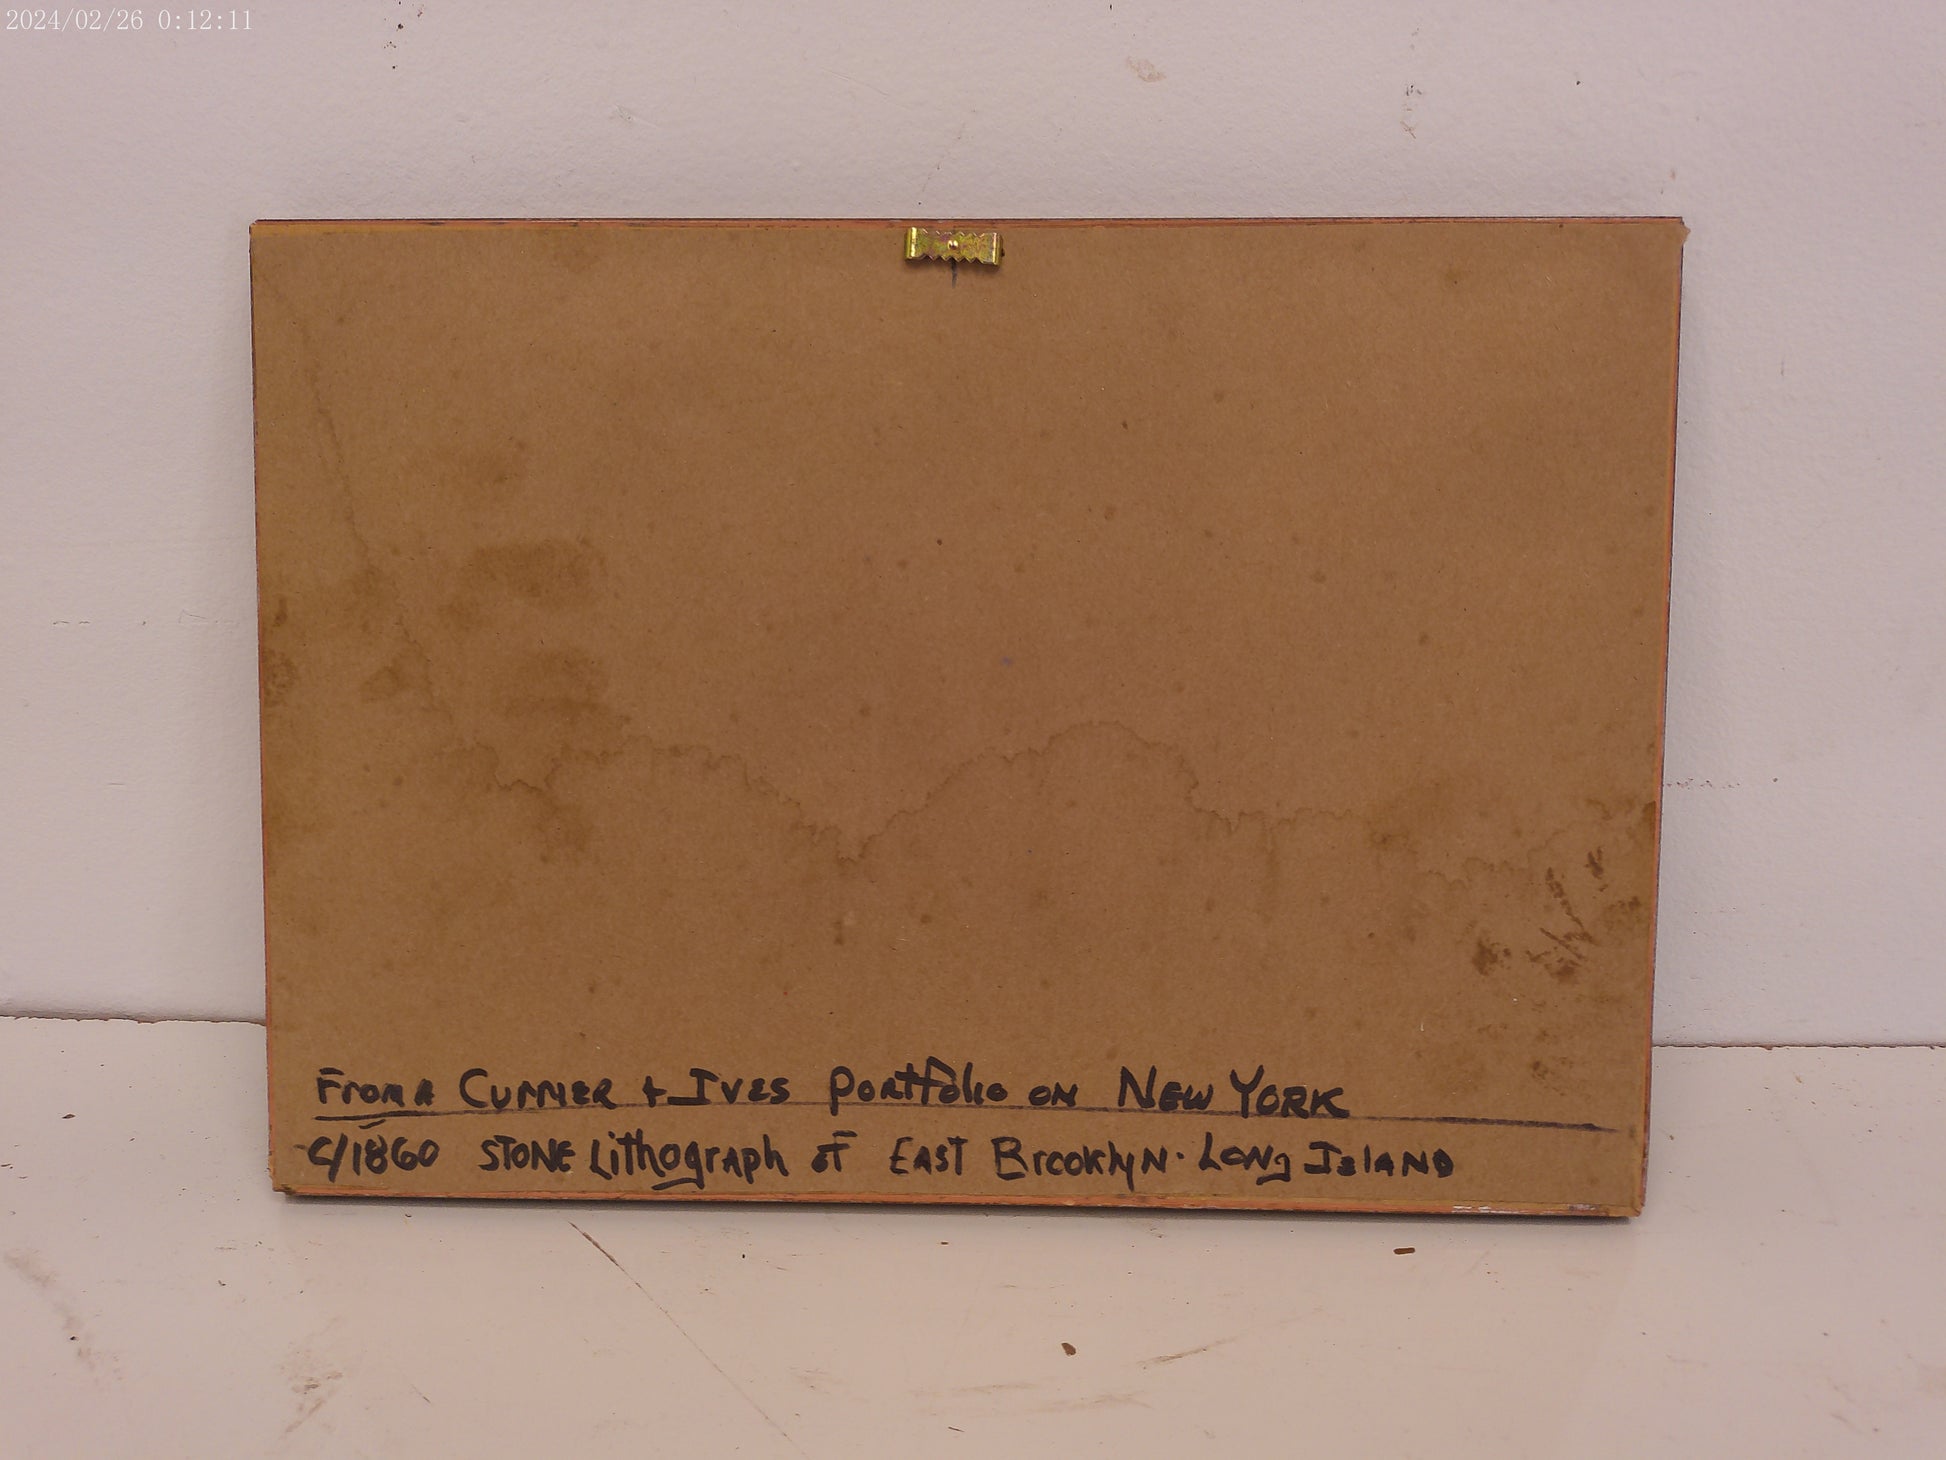 2024/02/26 0:12:11
From A Currier + Ives Portfolio on New York
C/1860 Stone Lithograph of East Brooklyn. Long Island